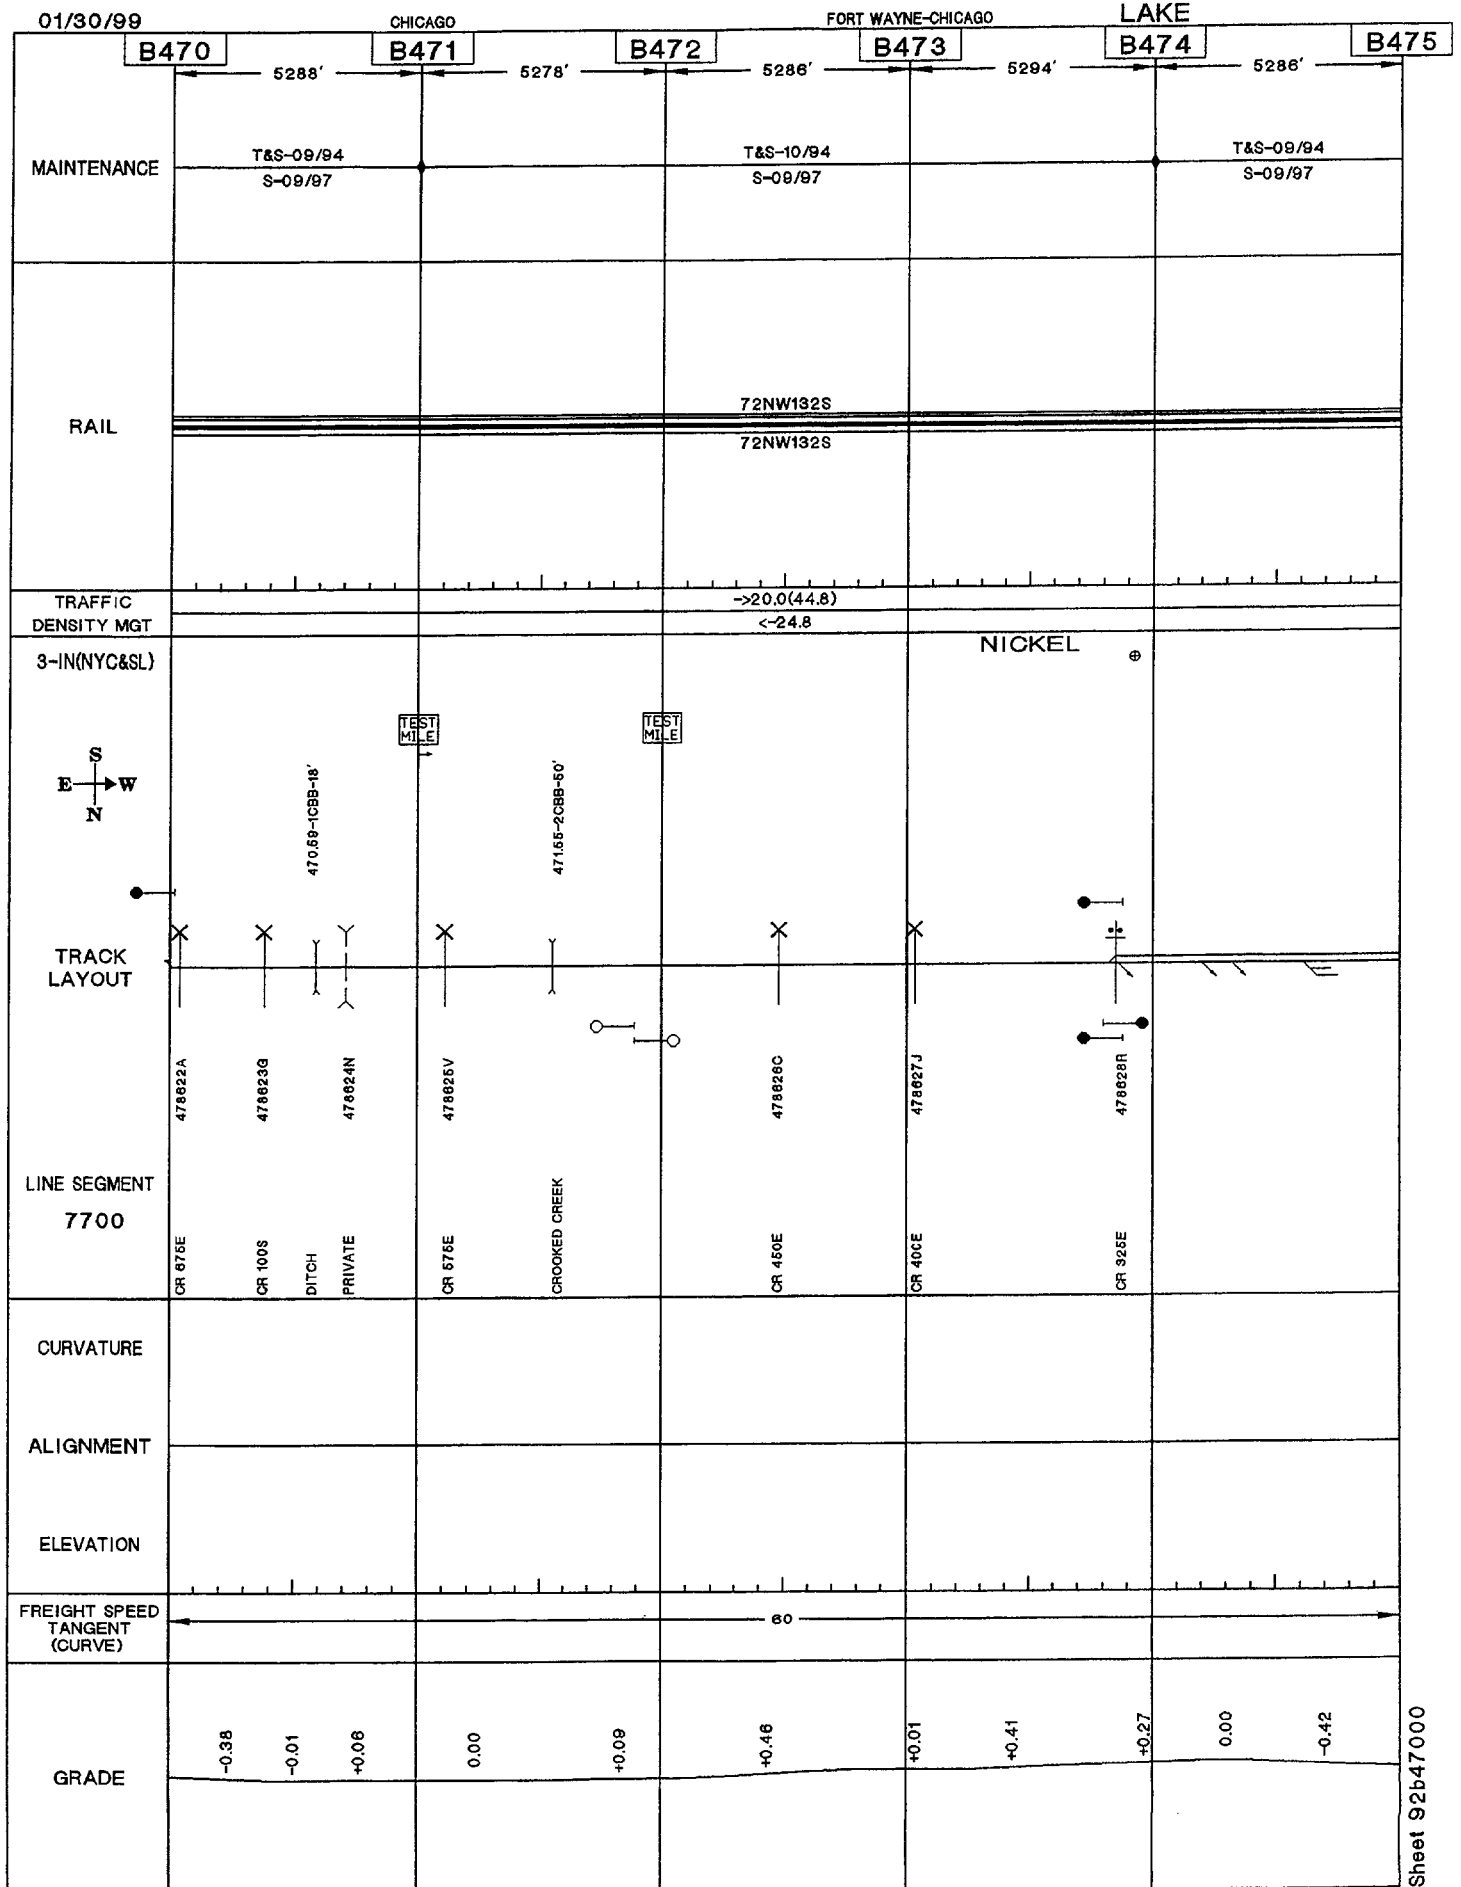 01/30/99
CHICAGO
FORT WAYNE-CHICAGO
LAKE
B470
B471
B472
B473
B474
B475
5288'
5278'
5286'
5294'
5286'
MAINTENANCE
T&S-09/94
S-09/97
T&S-10/94
S-09/97
T&S-09/94
S-09/97
RAIL
72NW132S
72NW132S
TRAFFIC
DENSITY MGT
->20.0(44.8)
<-24.8
3-IN(NYC&SL)
NICKEL
TEST
MILE
TEST
MILE
S
E
W
N
470.59-1CBB-18'
471.55-2CBB-50'
TRACK
LAYOUT
478622A
478623G
478624N
478625V
478626C
478627J
478628R
LINE SEGMENT
7700
CR 675E
CR 100S
DITCH
PRIVATE
CR 575E
CROOKED CREEK
CR 450E
CR 400E
CR 325E
CURVATURE
ALIGNMENT
ELEVATION
FREIGHT SPEED
TANGENT
(CURVE)
60
GRADE
-0.38
-0.01
+0.06
0.00
+0.09
+0.46
+0.01
+0.41
+0.27
0.00
-0.42
Sheet 92b47000